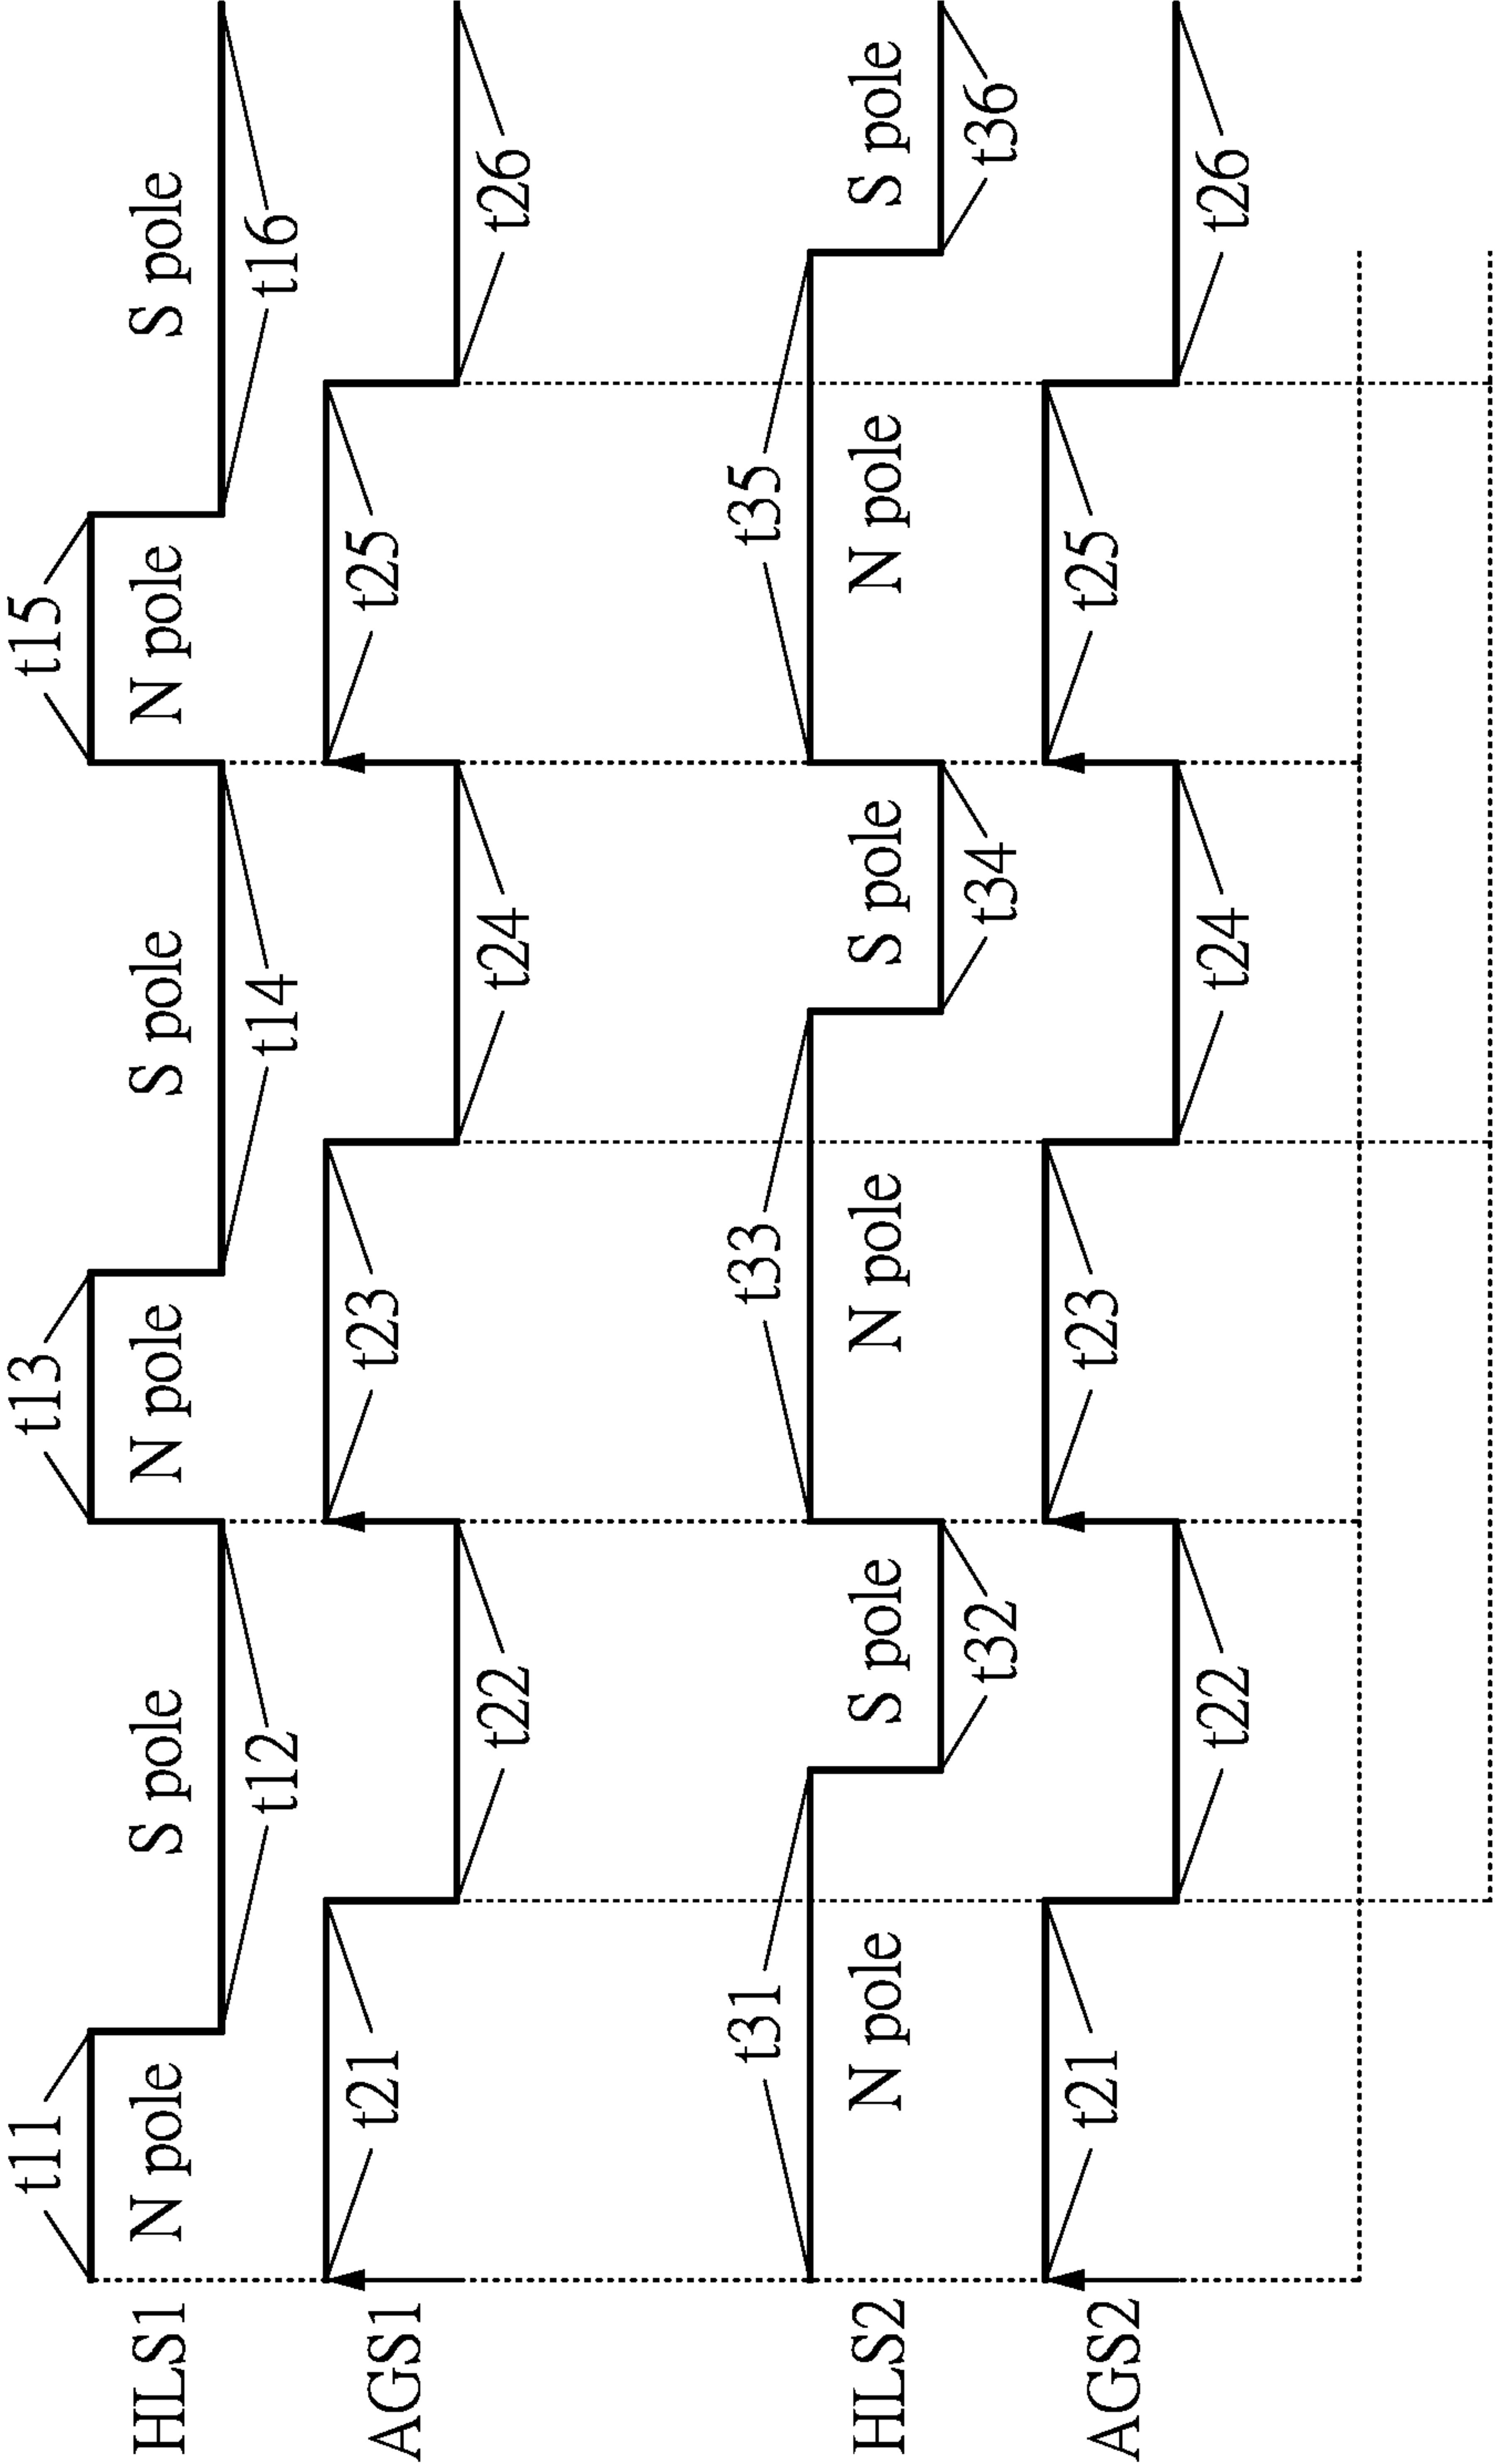 t11 t13 t15
HLS1 N pole S pole N pole S pole N pole S pole
t12 t14 t16
AGS1 t21 t23 t25
t22 t24 t26
t31 t33 t35
HLS2 N pole S pole N pole S pole N pole S pole
t32 t34 t36
AGS2 t21 t23 t25
t22 t24 t26